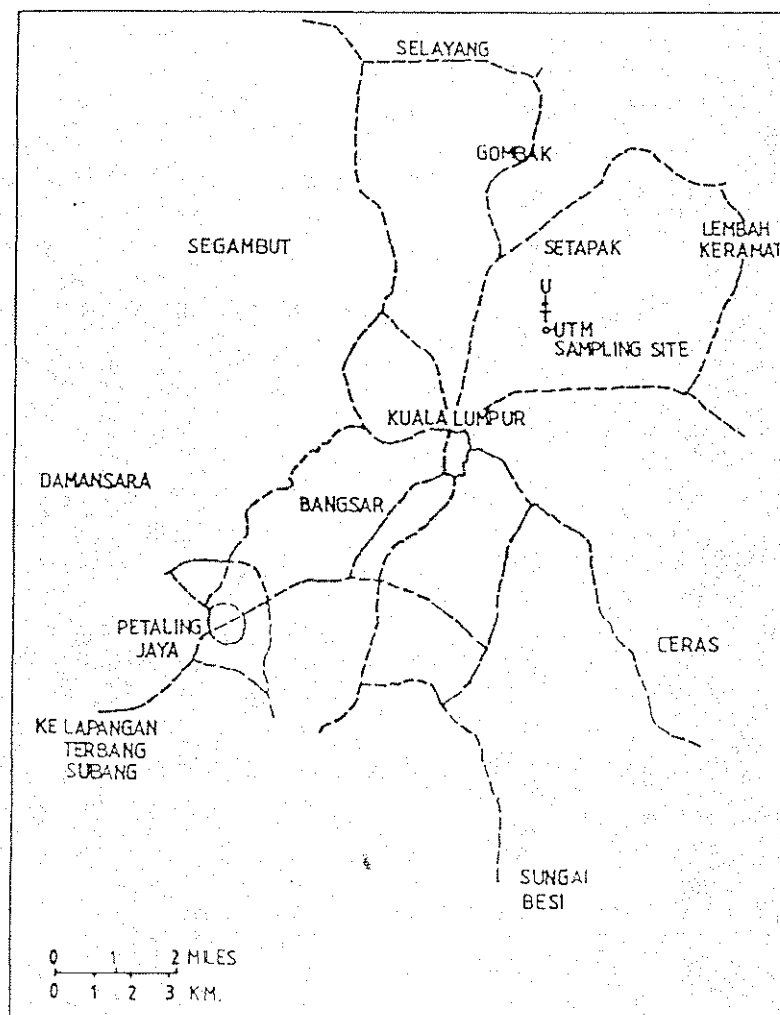 SELAYANG
GOMBAK
SEGAMBUT
SETAPAK
LEMBAH
KERAMAT
U
UTM
SAMPLING SITE
KUALA LUMPUR
DAMANSARA
BANGSAR
PETALING
JAYA
CERAS
KE LAPANGAN
TERBANG
SUBANG
SUNGAI
BESI
0 1 2 MILES
0 1 2 3 K.M.